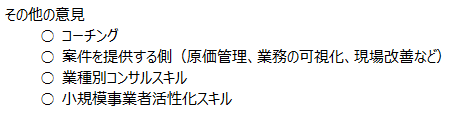 その他の意見
○ コーチング
○ 案件を提供する側（原価管理、業務の可視化、現場改善など）
○ 業種別コンサルスキル
○ 小規模事業者活性化スキル